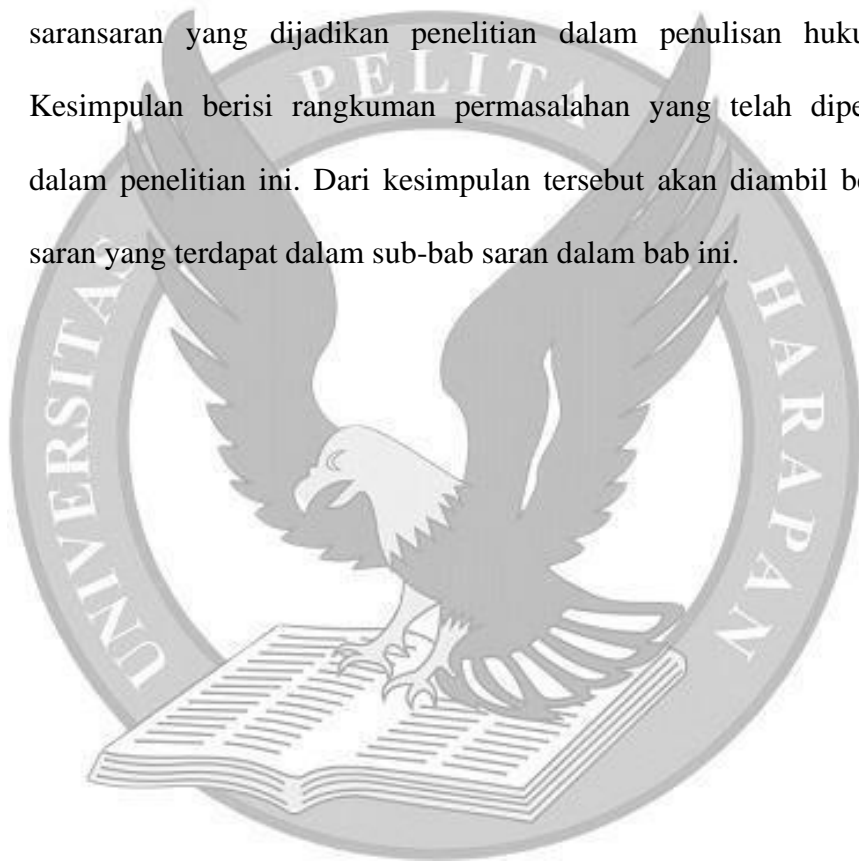 saransaran yang dijadikan penelitian dalam penulisan huku
Kesimpulan berisi rangkuman permasalahan yang telah dipe
dalam penelitian ini. Dari kesimpulan tersebut akan diambil be
saran yang terdapat dalam sub-bab saran dalam bab ini.
UNIVERSITAS PELITA HARAPAN